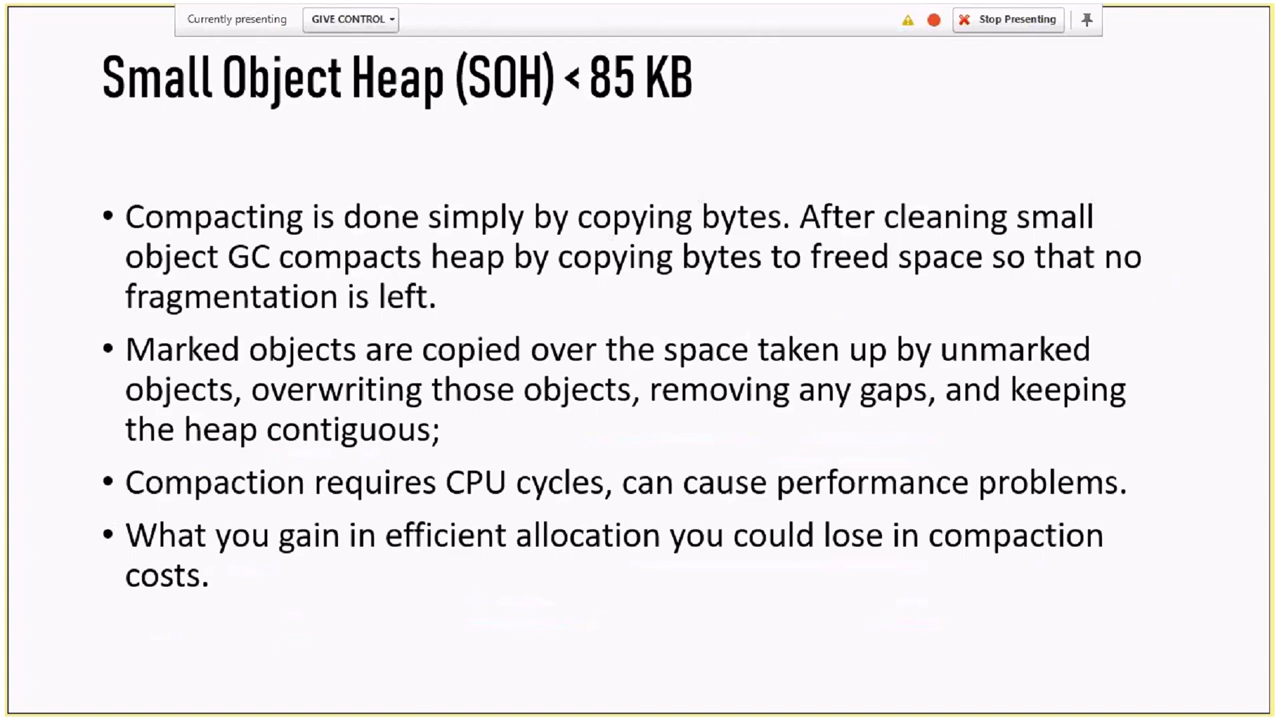 Currently presenting
GIVE CONTROL
Stop Presenting
Small Object Heap (SOH) < 85 KB
• Compacting is done simply by copying bytes. After cleaning small
object GC compacts heap by copying bytes to freed space so that no
fragmentation is left.
• Marked objects are copied over the space taken up by unmarked
objects, overwriting those objects, removing any gaps, and keeping
the heap contiguous;
• Compaction requires CPU cycles, can cause performance problems.
• What you gain in efficient allocation you could lose in compaction
costs.